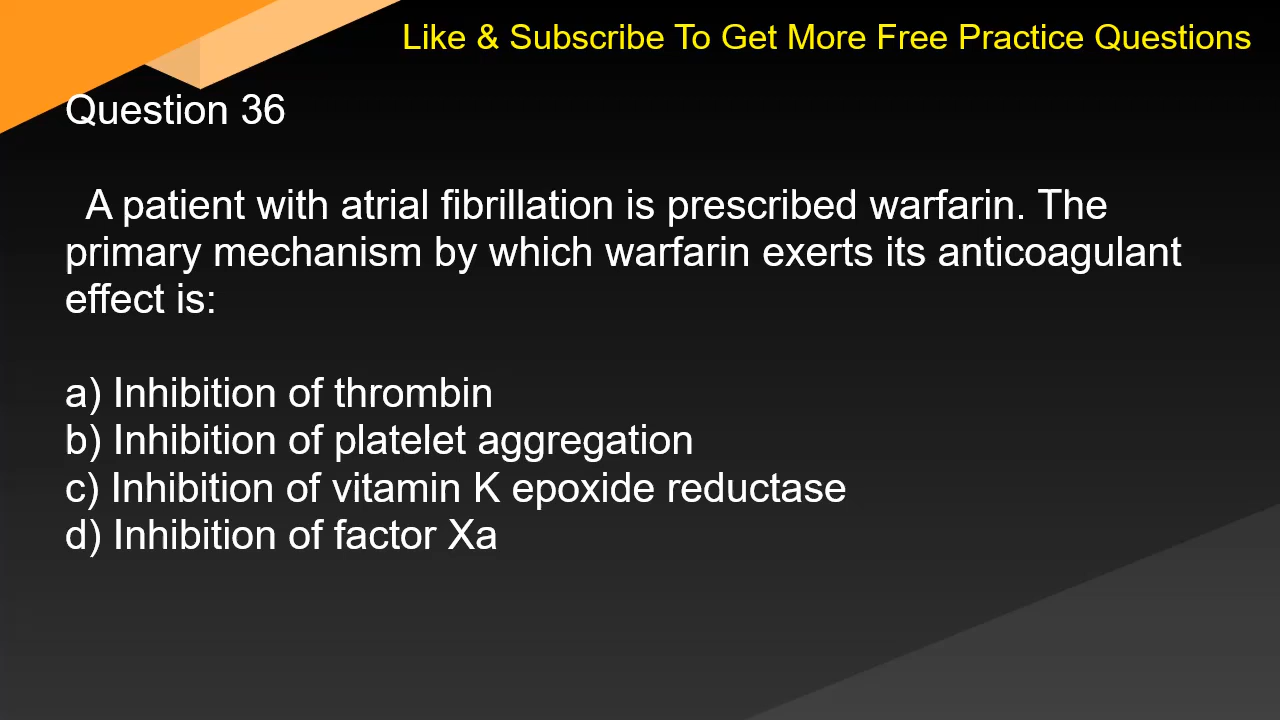 Like & Subscribe To Get More Free Practice Questions
Question 36
A patient with atrial fibrillation is prescribed warfarin. The
primary mechanism by which warfarin exerts its anticoagulant
effect is:
a) Inhibition of thrombin
b) Inhibition of platelet aggregation
c) Inhibition of vitamin K epoxide reductase
d) Inhibition of factor Xa